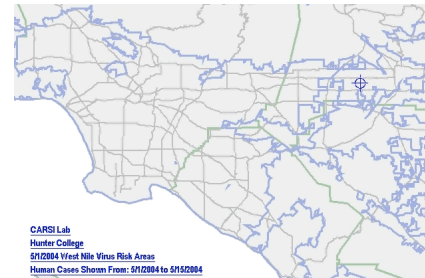 CARSI Lab
Hunter College
5/1/2004 West Nile Virus Risk Areas
Human Cases Shown From: 5/1/2004 to 5/15/2004